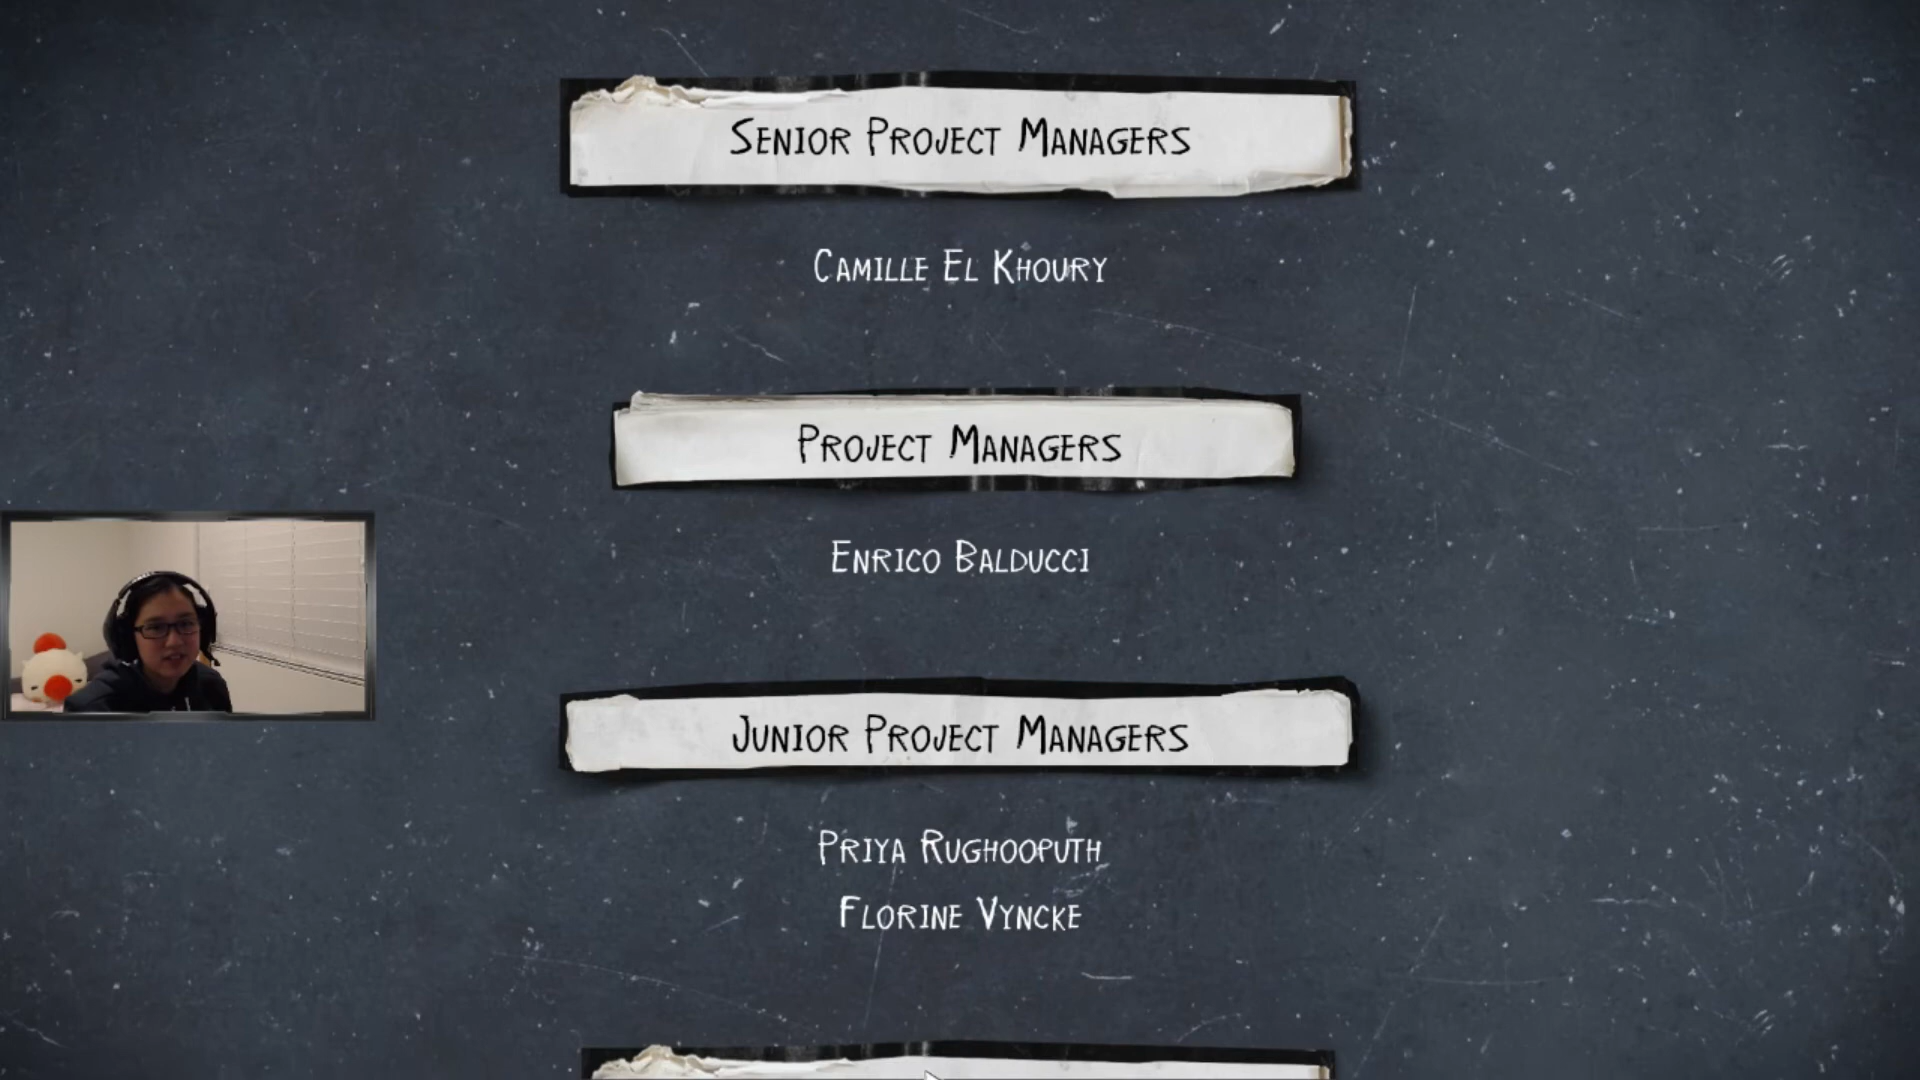 Senior Project Managers
Camille El Khoury
Project Managers
Enrico Balducci
Junior Project Managers
Priya Rughooputh
Florine Vyncke